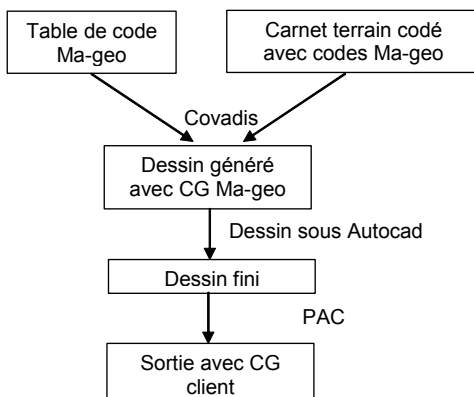 Table de code
Ma-geo
Carnet terrain codé
avec codes Ma-geo
Covadis
Dessin généré
avec CG Ma-geo
Dessin sous Autocad
Dessin fini
PAC
Sortie avec CG
client